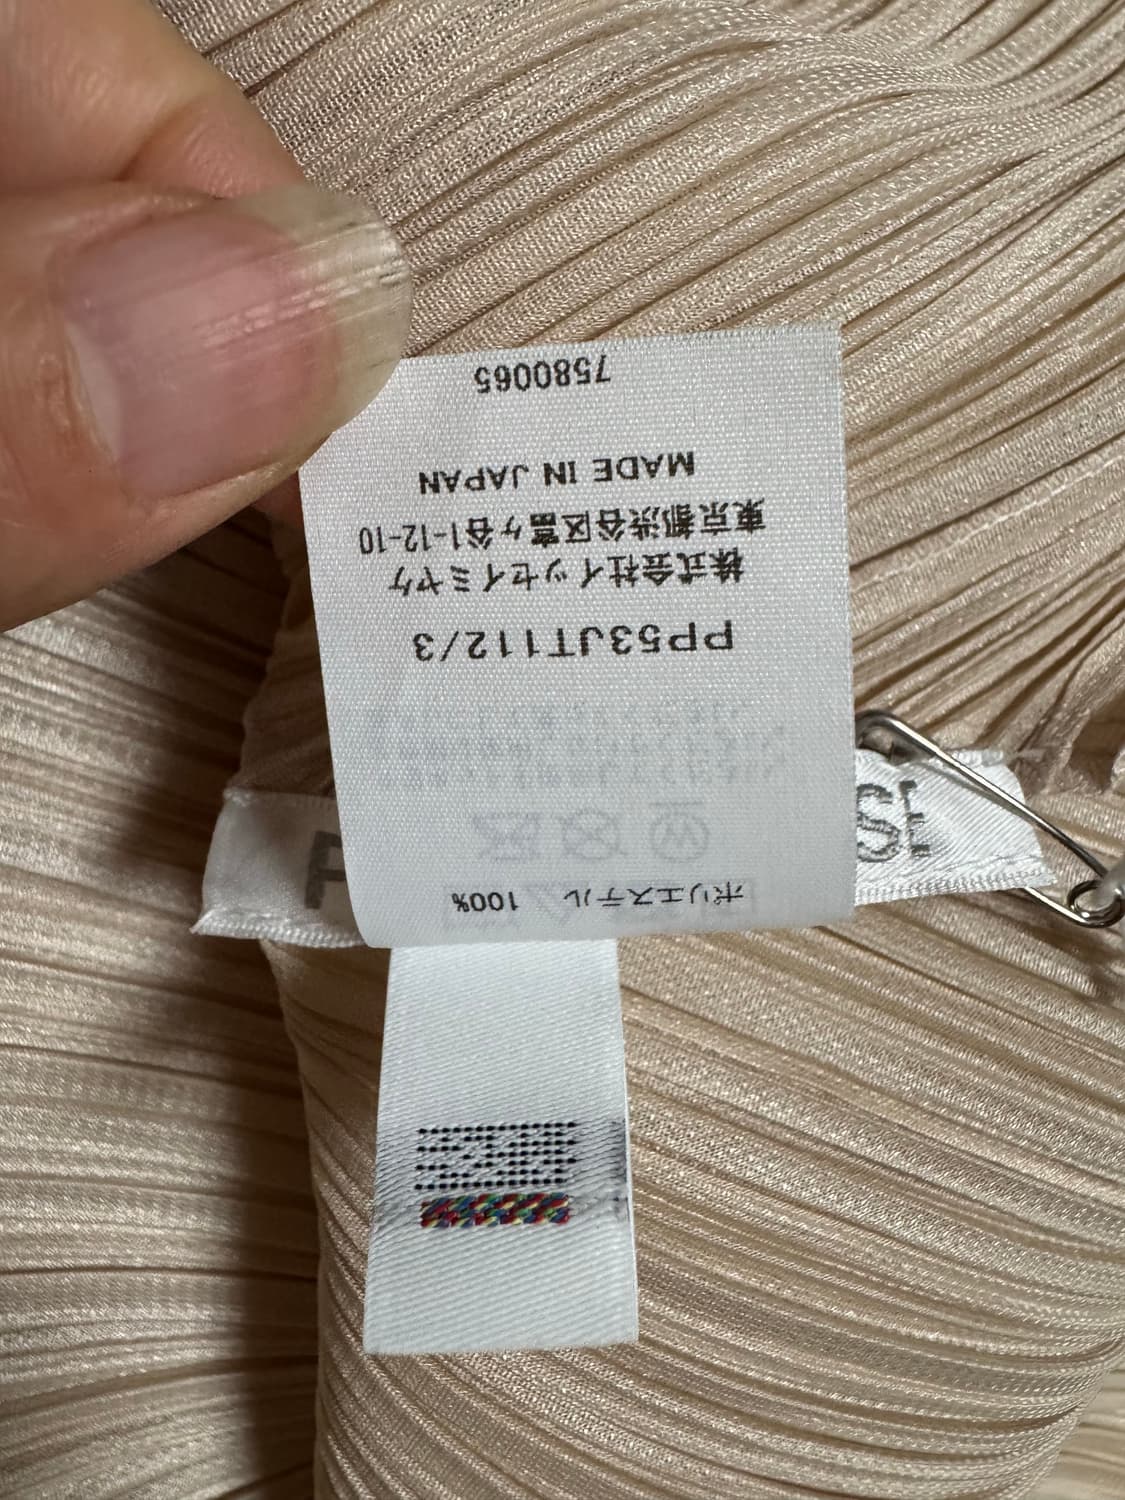 ポリエステル 100%
PP53JT112/3
株式会社イッセイミヤケ
東京都渋谷区富ヶ谷1-12-10
MADE IN JAPAN
7580065